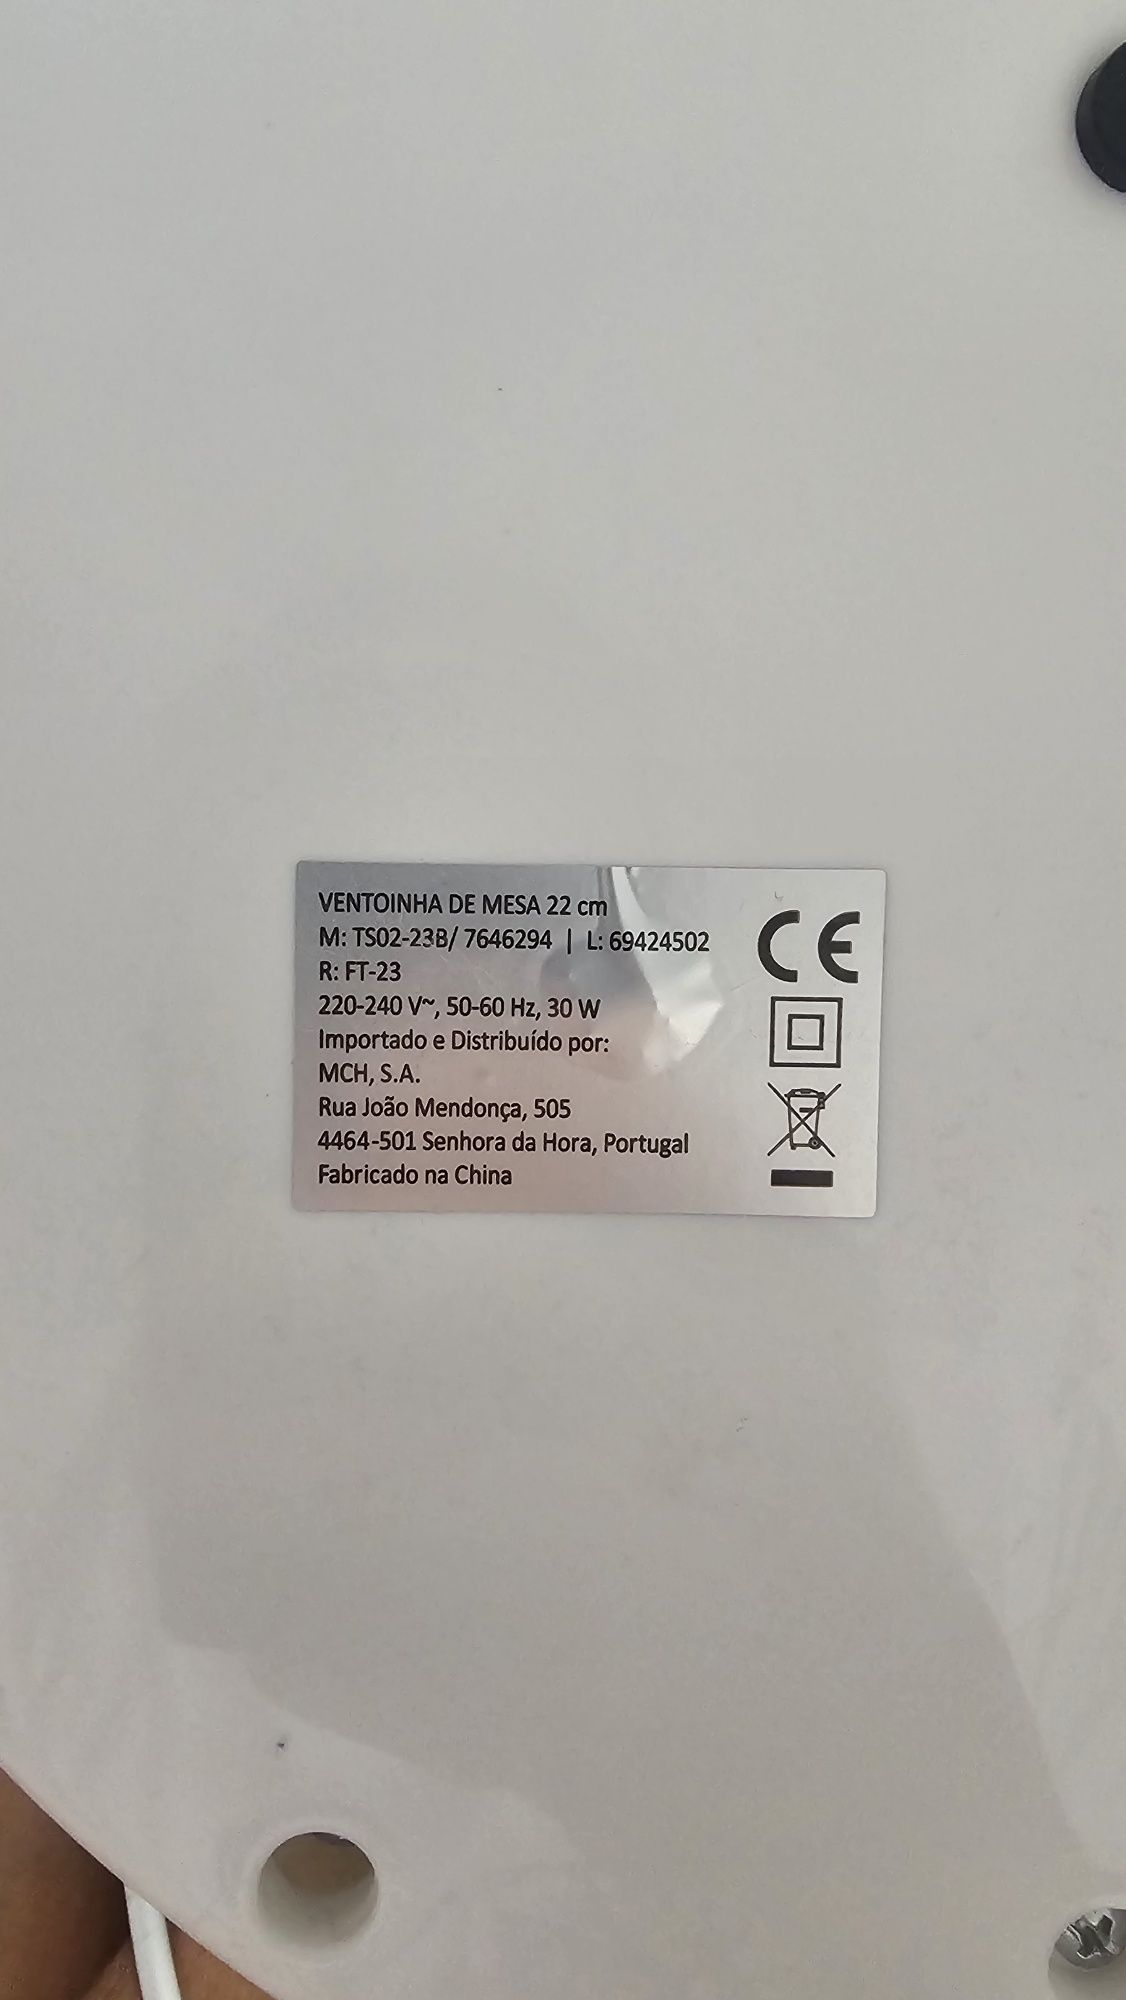 VENTOINHA DE MESA 22 cm
M: TS02-23B/ 7646294 | L: 69424502
R: FT-23
220-240 V~, 50-60 Hz, 30 W
Importado e Distribuído por:
MCH, S.A.
Rua João Mendonça, 505
4464-501 Senhora da Hora, Portugal
Fabricado na China
CE